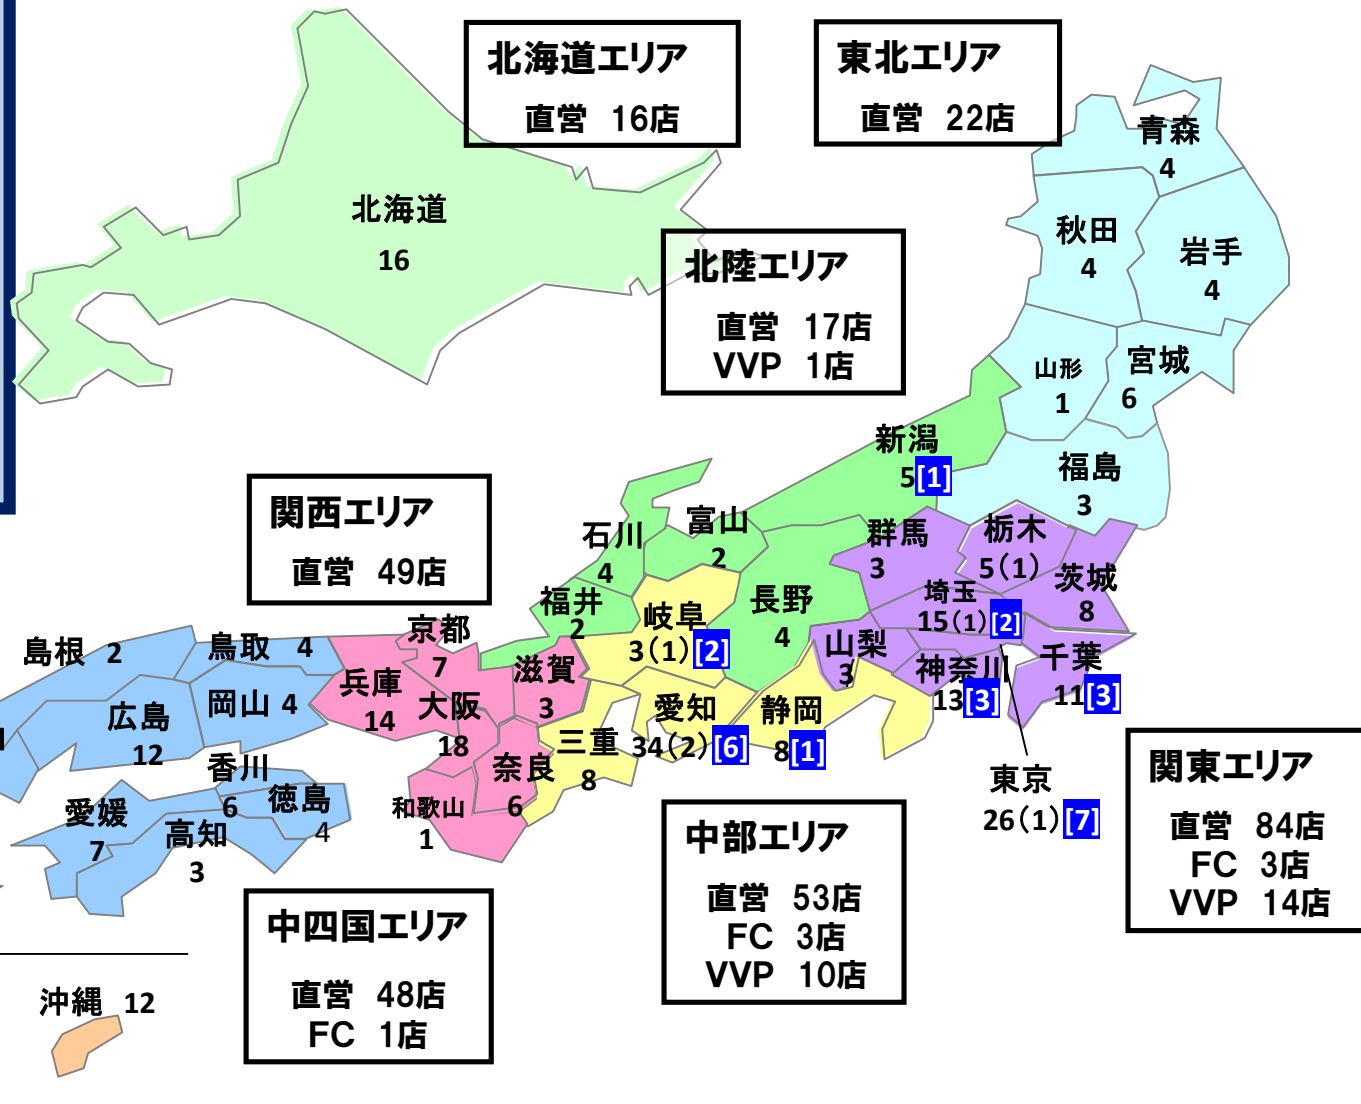 北海道エリア
直営 16店
東北エリア
直営 22店
青森
4
北海道
16
秋田
4
岩手
4
北陸エリア
直営 17店
VVP 1店
山形
1
宮城
6
新潟
5[1]
福島
3
関西エリア
直営 49店
石川
4
富山
2
群馬
3
栃木
5(1)
茨城
8
福井
2
岐阜
3(1)[2]
長野
4
埼玉
15(1)[2]
島根 2
鳥取 4
京都
7
滋賀
3
山梨
3
神奈川
13[3]
千葉
11[3]
兵庫
14
大阪
18
岡山 4
広島
12
愛知
34(2)[6]
静岡
8[1]
三重
8
奈良
6
香川
6
徳島
4
和歌山
1
愛媛
7
高知
3
東京
26(1)[7]
関東エリア
直営 84店
FC 3店
VVP 14店
中部エリア
直営 53店
FC 3店
VVP 10店
中四国エリア
直営 48店
FC 1店
沖縄 12